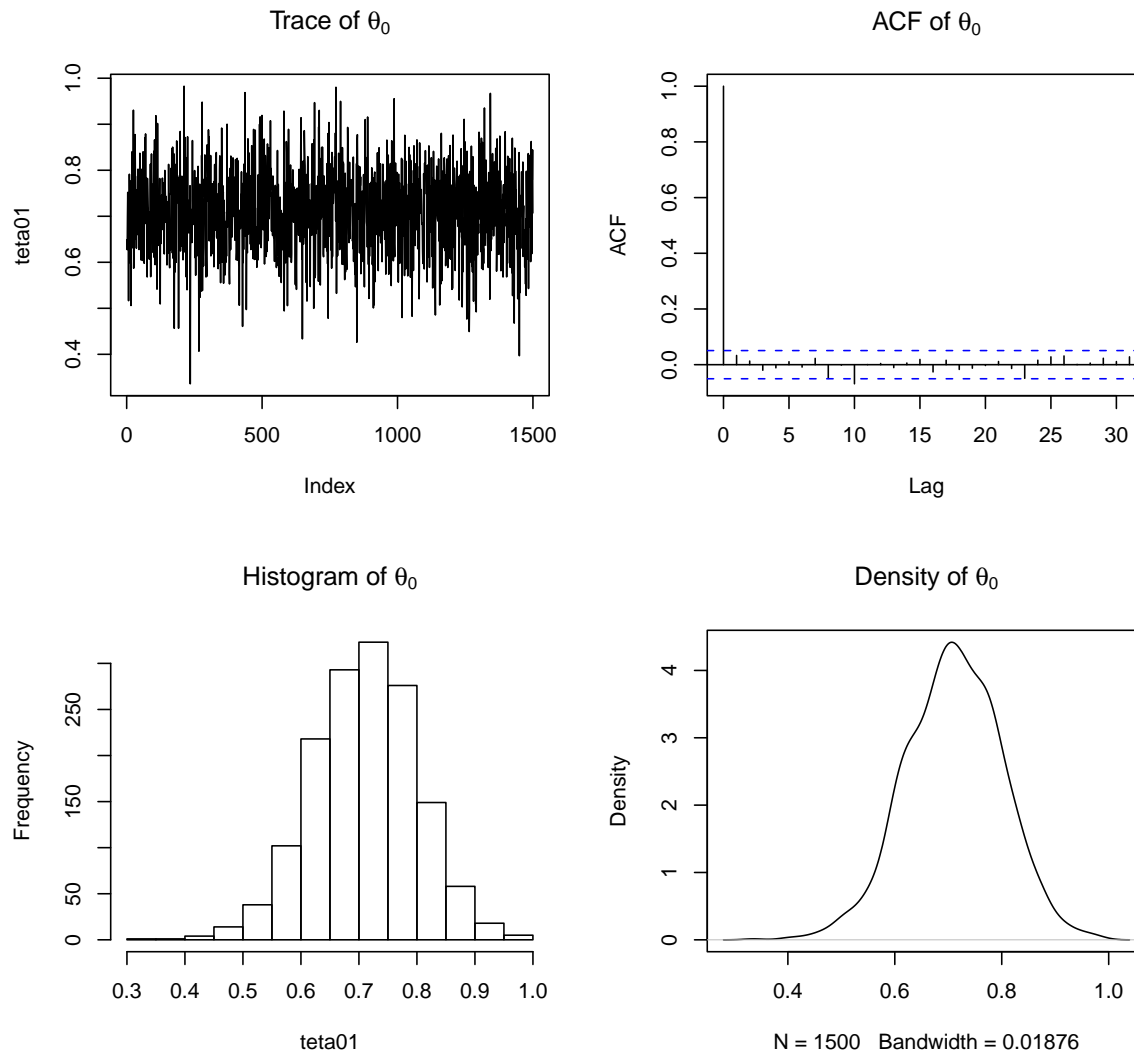 Trace of θ0
teta01
0.4 0.6 0.8 1.0
0 500 1000 1500
Index
ACF of θ0
ACF
0.0 0.2 0.4 0.6 0.8 1.0
0 5 10 15 20 25 30
Lag
Histogram of θ0
Frequency
0 50 150 250
0.3 0.4 0.5 0.6 0.7 0.8 0.9 1.0
teta01
Density of θ0
Density
0 1 2 3 4
0.4 0.6 0.8 1.0
N = 1500 Bandwidth = 0.01876